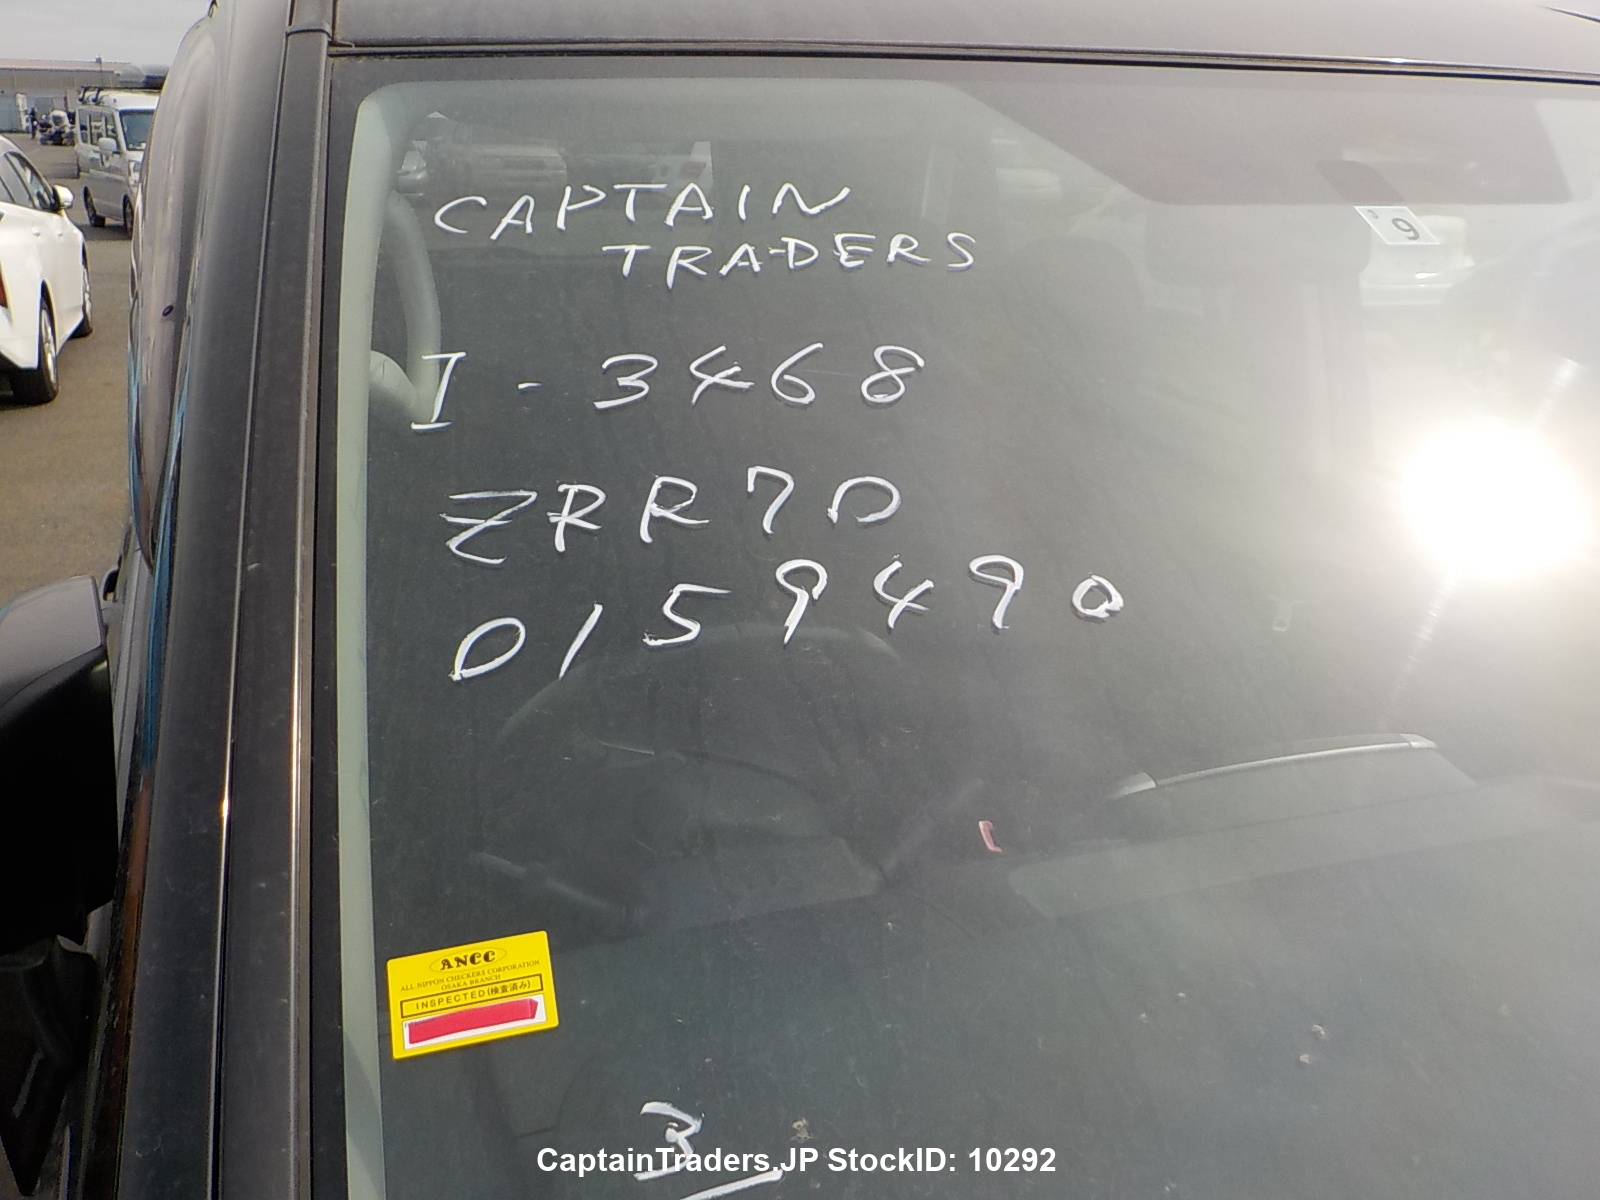 CAPTAIN
TRADERS
I - 3468
ZRR70
0159490
9
ANCC
ALL NIPPON CHECKERS CORPORATION
OSAKA BRANCH
INSPECTED(検査済み)
3
CaptainTraders.JP StockID: 10292